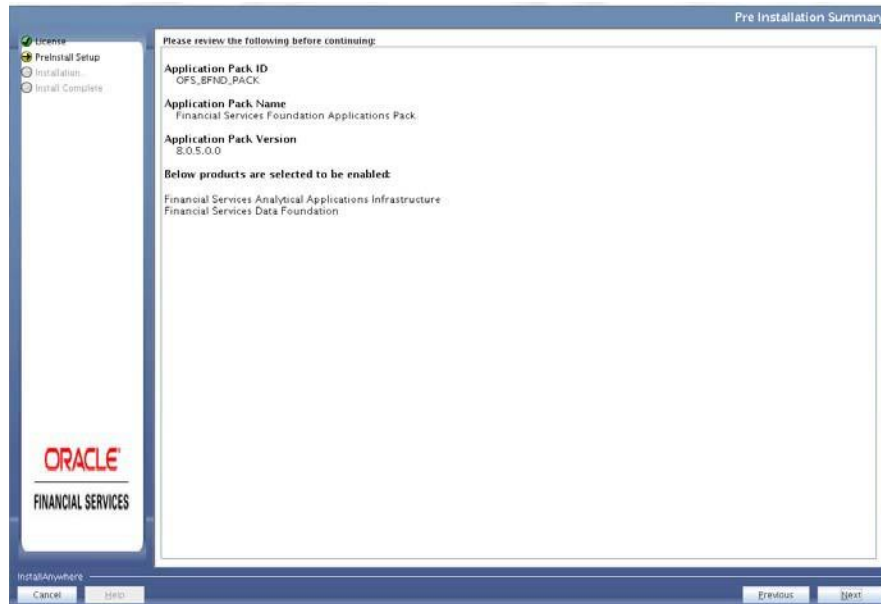 Pre Installation Summary
License
PreInstall Setup
Installation...
Install Complete
Please review the following before continuing:
Application Pack ID
OFS_BFND_PACK
Application Pack Name
Financial Services Foundation Applications Pack
Application Pack Version
8.0.5.0.0
Below products are selected to be enabled:
Financial Services Analytical Applications Infrastructure
Financial Services Data Foundation
ORACLE
FINANCIAL SERVICES
InstallAnywhere
Cancel
Help
Previous
Next